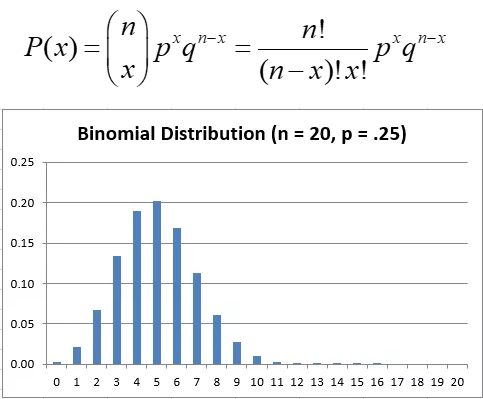 P(x) = (n x) p^x q^{n−x} = n! / (n − x)! x! p^x q^{n−x}
Binomial Distribution (n = 20, p = .25)
0.25
0.20
0.15
0.10
0.05
0.00
0 1 2 3 4 5 6 7 8 9 10 11 12 13 14 15 16 17 18 19 20